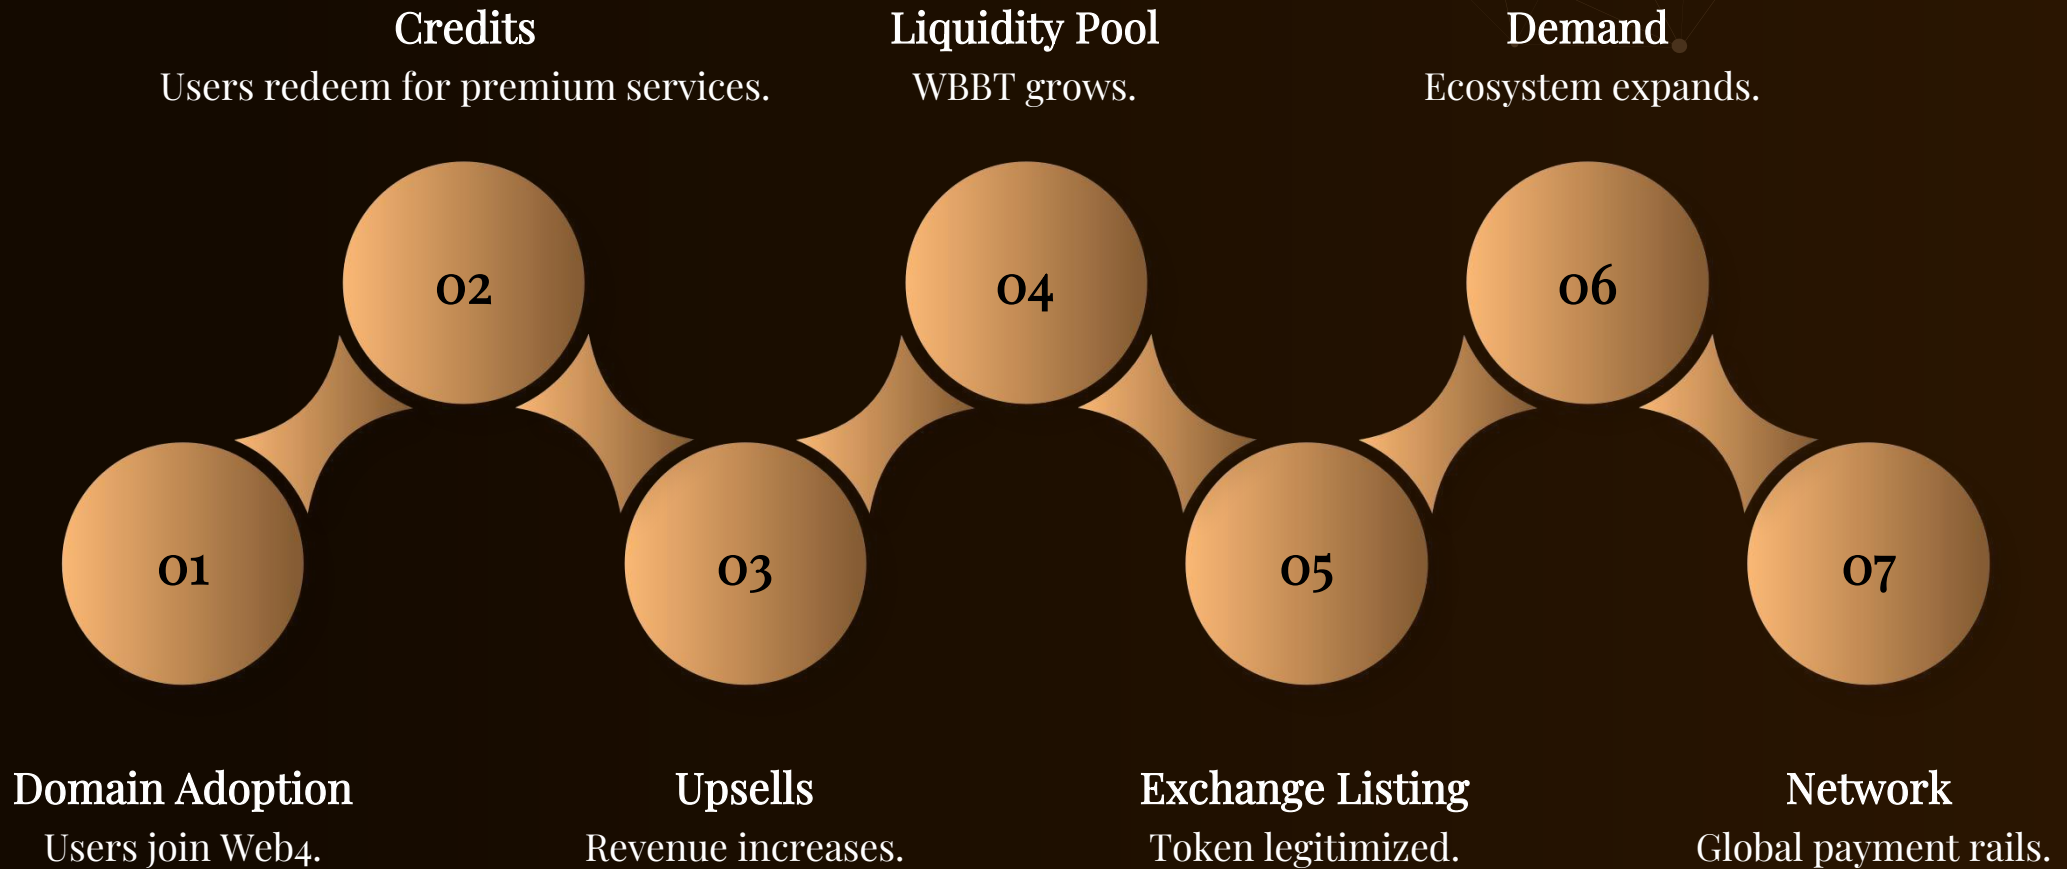 Credits
Users redeem for premium services.
Liquidity Pool
WBBT grows.
Demand
Ecosystem expands.
02
04
06
01
03
05
07
Domain Adoption
Users join Web4.
Upsells
Revenue increases.
Exchange Listing
Token legitimized.
Network
Global payment rails.